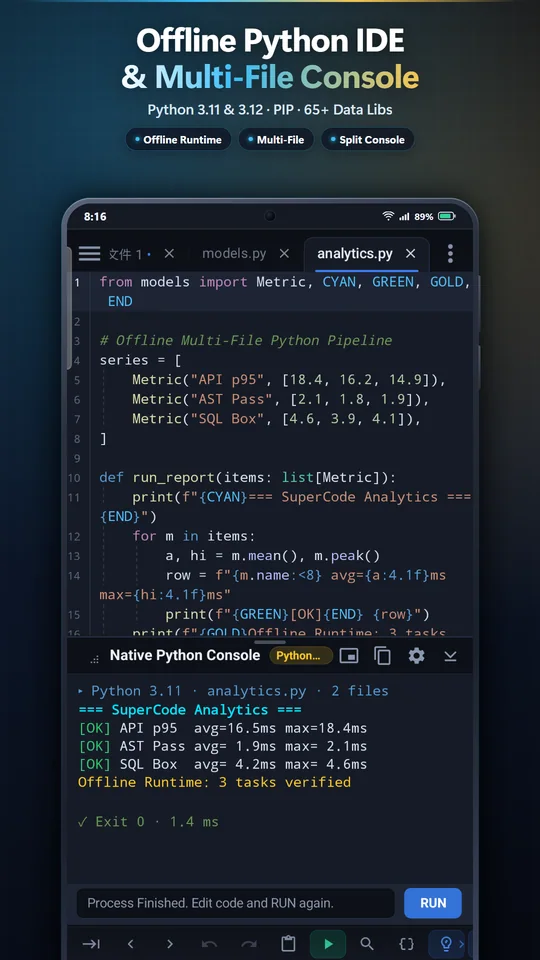 Offline Python IDE
& Multi-File Console
Python 3.11 & 3.12 · PIP · 65+ Data Libs
Offline Runtime
Multi-File
Split Console
8:16
89%
文件 1 •
models.py
analytics.py
1 from models import Metric, CYAN, GREEN, GOLD,
END
2
3 # Offline Multi-File Python Pipeline
4 series = [
5 Metric("API p95", [18.4, 16.2, 14.9]),
6 Metric("AST Pass", [2.1, 1.8, 1.9]),
7 Metric("SQL Box", [4.6, 3.9, 4.1]),
8 ]
9
10 def run_report(items: list[Metric]):
11 print(f"{CYAN}=== SuperCode Analytics ===
{END}")
12 for m in items:
13 a, hi = m.mean(), m.peak()
14 row = f"{m.name:<8} avg={a:4.1f}ms
max={hi:4.1f}ms"
15 print(f"{GREEN}[OK]{END} {row}")
16 print(f"{GOLD}Offline Runtime: 3 tasks
Native Python Console
Python...
▸ Python 3.11 · analytics.py · 2 files
=== SuperCode Analytics ===
[OK] API p95 avg=16.5ms max=18.4ms
[OK] AST Pass avg= 1.9ms max= 2.1ms
[OK] SQL Box avg= 4.2ms max= 4.6ms
Offline Runtime: 3 tasks verified
✓ Exit 0 · 1.4 ms
Process Finished. Edit code and RUN again.
RUN